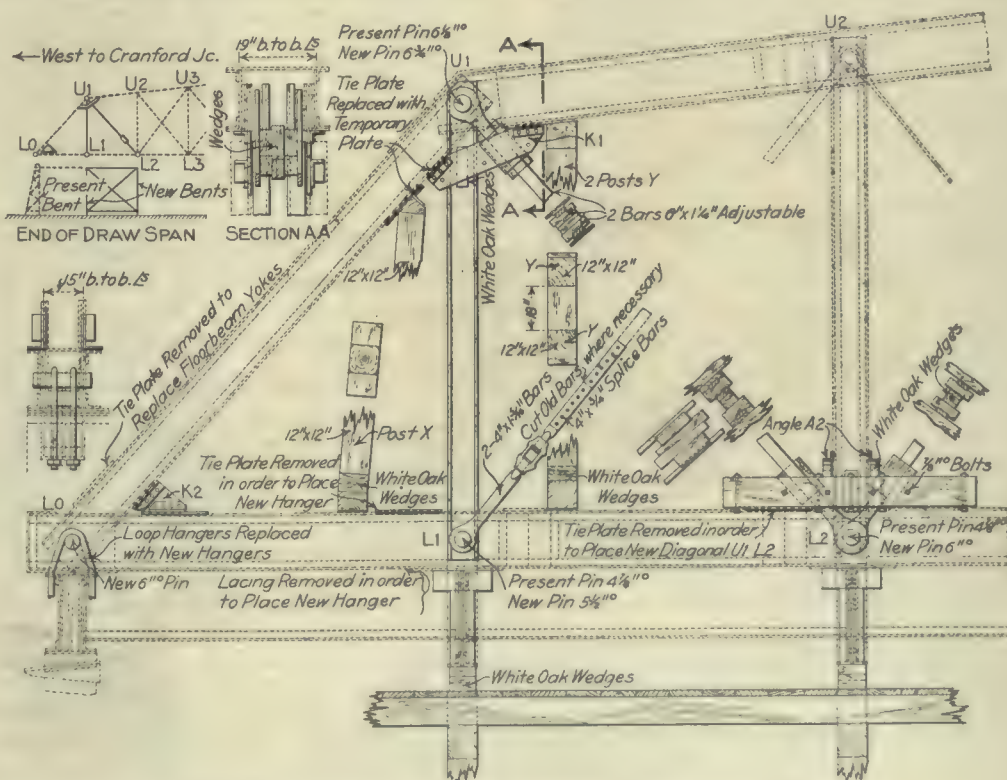 ← West to Cranford Jc.
U1
U2
U3
L0
L1
L2
L3
Present
Bent
New Bents
END OF DRAW SPAN
19" b. to b. Ls
Wedges
SECTION AA
Present Pin 6½"°
New Pin 6¾"°
Tie Plate
Replaced with
Temporary
Plate
U1
A
A
K1
U2
2 Posts Y
2 Bars 6"x1¼" Adjustable
White Oak Wedges
12"x12"
Y
12"x12"
18"
Y
12"x12"
15" b. to b. Ls
Tie Plate Removed to
Replace Floorbeam Yokes
2-4"x1⅜" Bars
Cut Old Bars where necessary
4"x¾" Splice Bars
12"x12"
Post X
Tie Plate Removed
in order to Place
New Hanger
White Oak
Wedges
White Oak
Wedges
White Oak Wedges
Angle A2
⅞"° Bolts
K2
L0
Loop Hangers Replaced
with New Hangers
New 6"° Pin
L1
Tie Plate Removed in order
to Place New Diagonal U1 L2
L2
Present Pin 4⅞"°
New Pin 6"°
Lacing Removed in order
to Place New Hanger
Present Pin 4⅛"°
New Pin 5½"°
White Oak Wedges